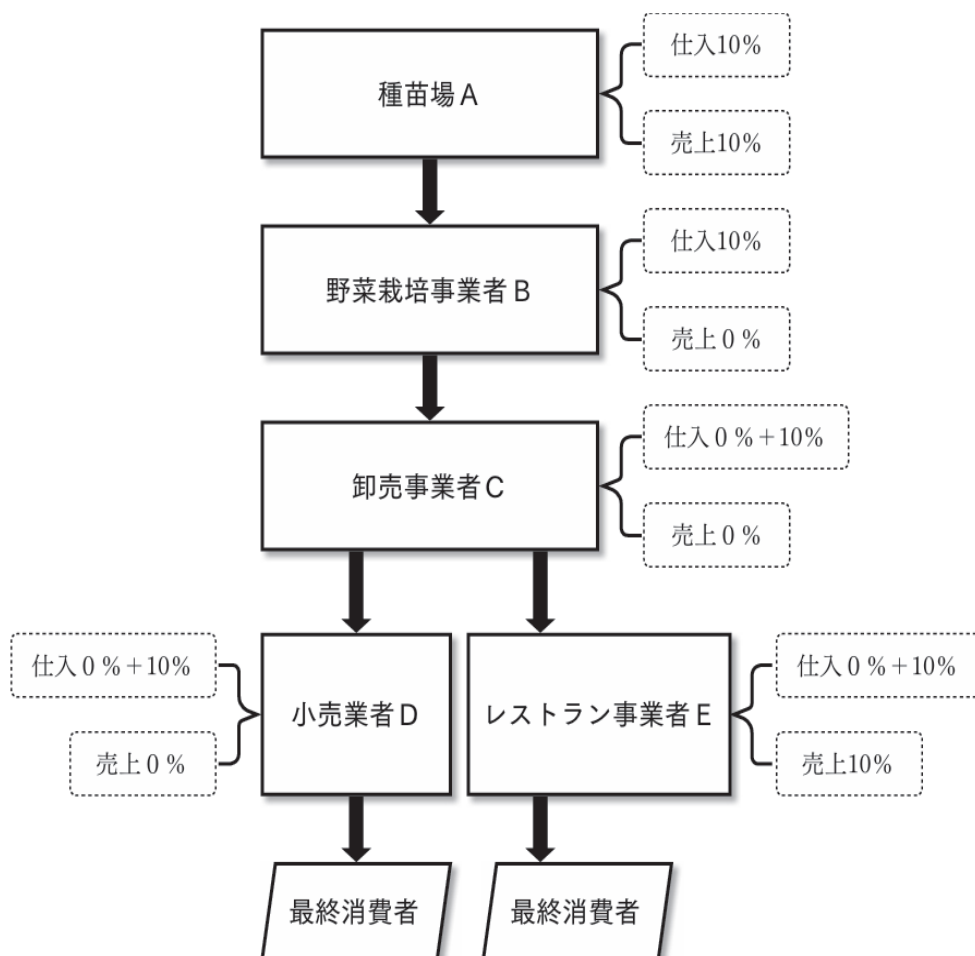 種苗場A
仕入10%
売上10%
野菜栽培事業者B
仕入10%
売上0%
卸売事業者C
仕入0%+10%
売上0%
仕入0%+10%
売上0%
小売業者D
レストラン事業者E
仕入0%+10%
売上10%
最終消費者
最終消費者